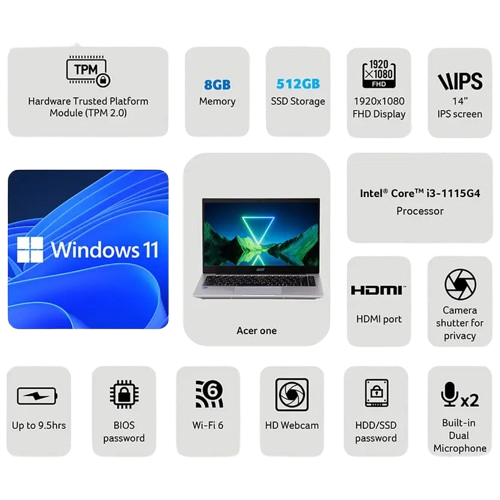 TPM
Hardware Trusted Platform
Module (TPM 2.0)
8GB
Memory
512GB
SSD Storage
1920
x1080
FHD
1920x1080
FHD Display
IPS
14"
IPS screen
Windows 11
acer
Acer one
Intel® Core™ i3-1115G4
Processor
HDMI
HDMI port
Camera
shutter for
privacy
Up to 9.5hrs
BIOS
password
6
Wi-Fi 6
HD Webcam
HDD/SSD
password
x2
Built-in
Dual
Microphone